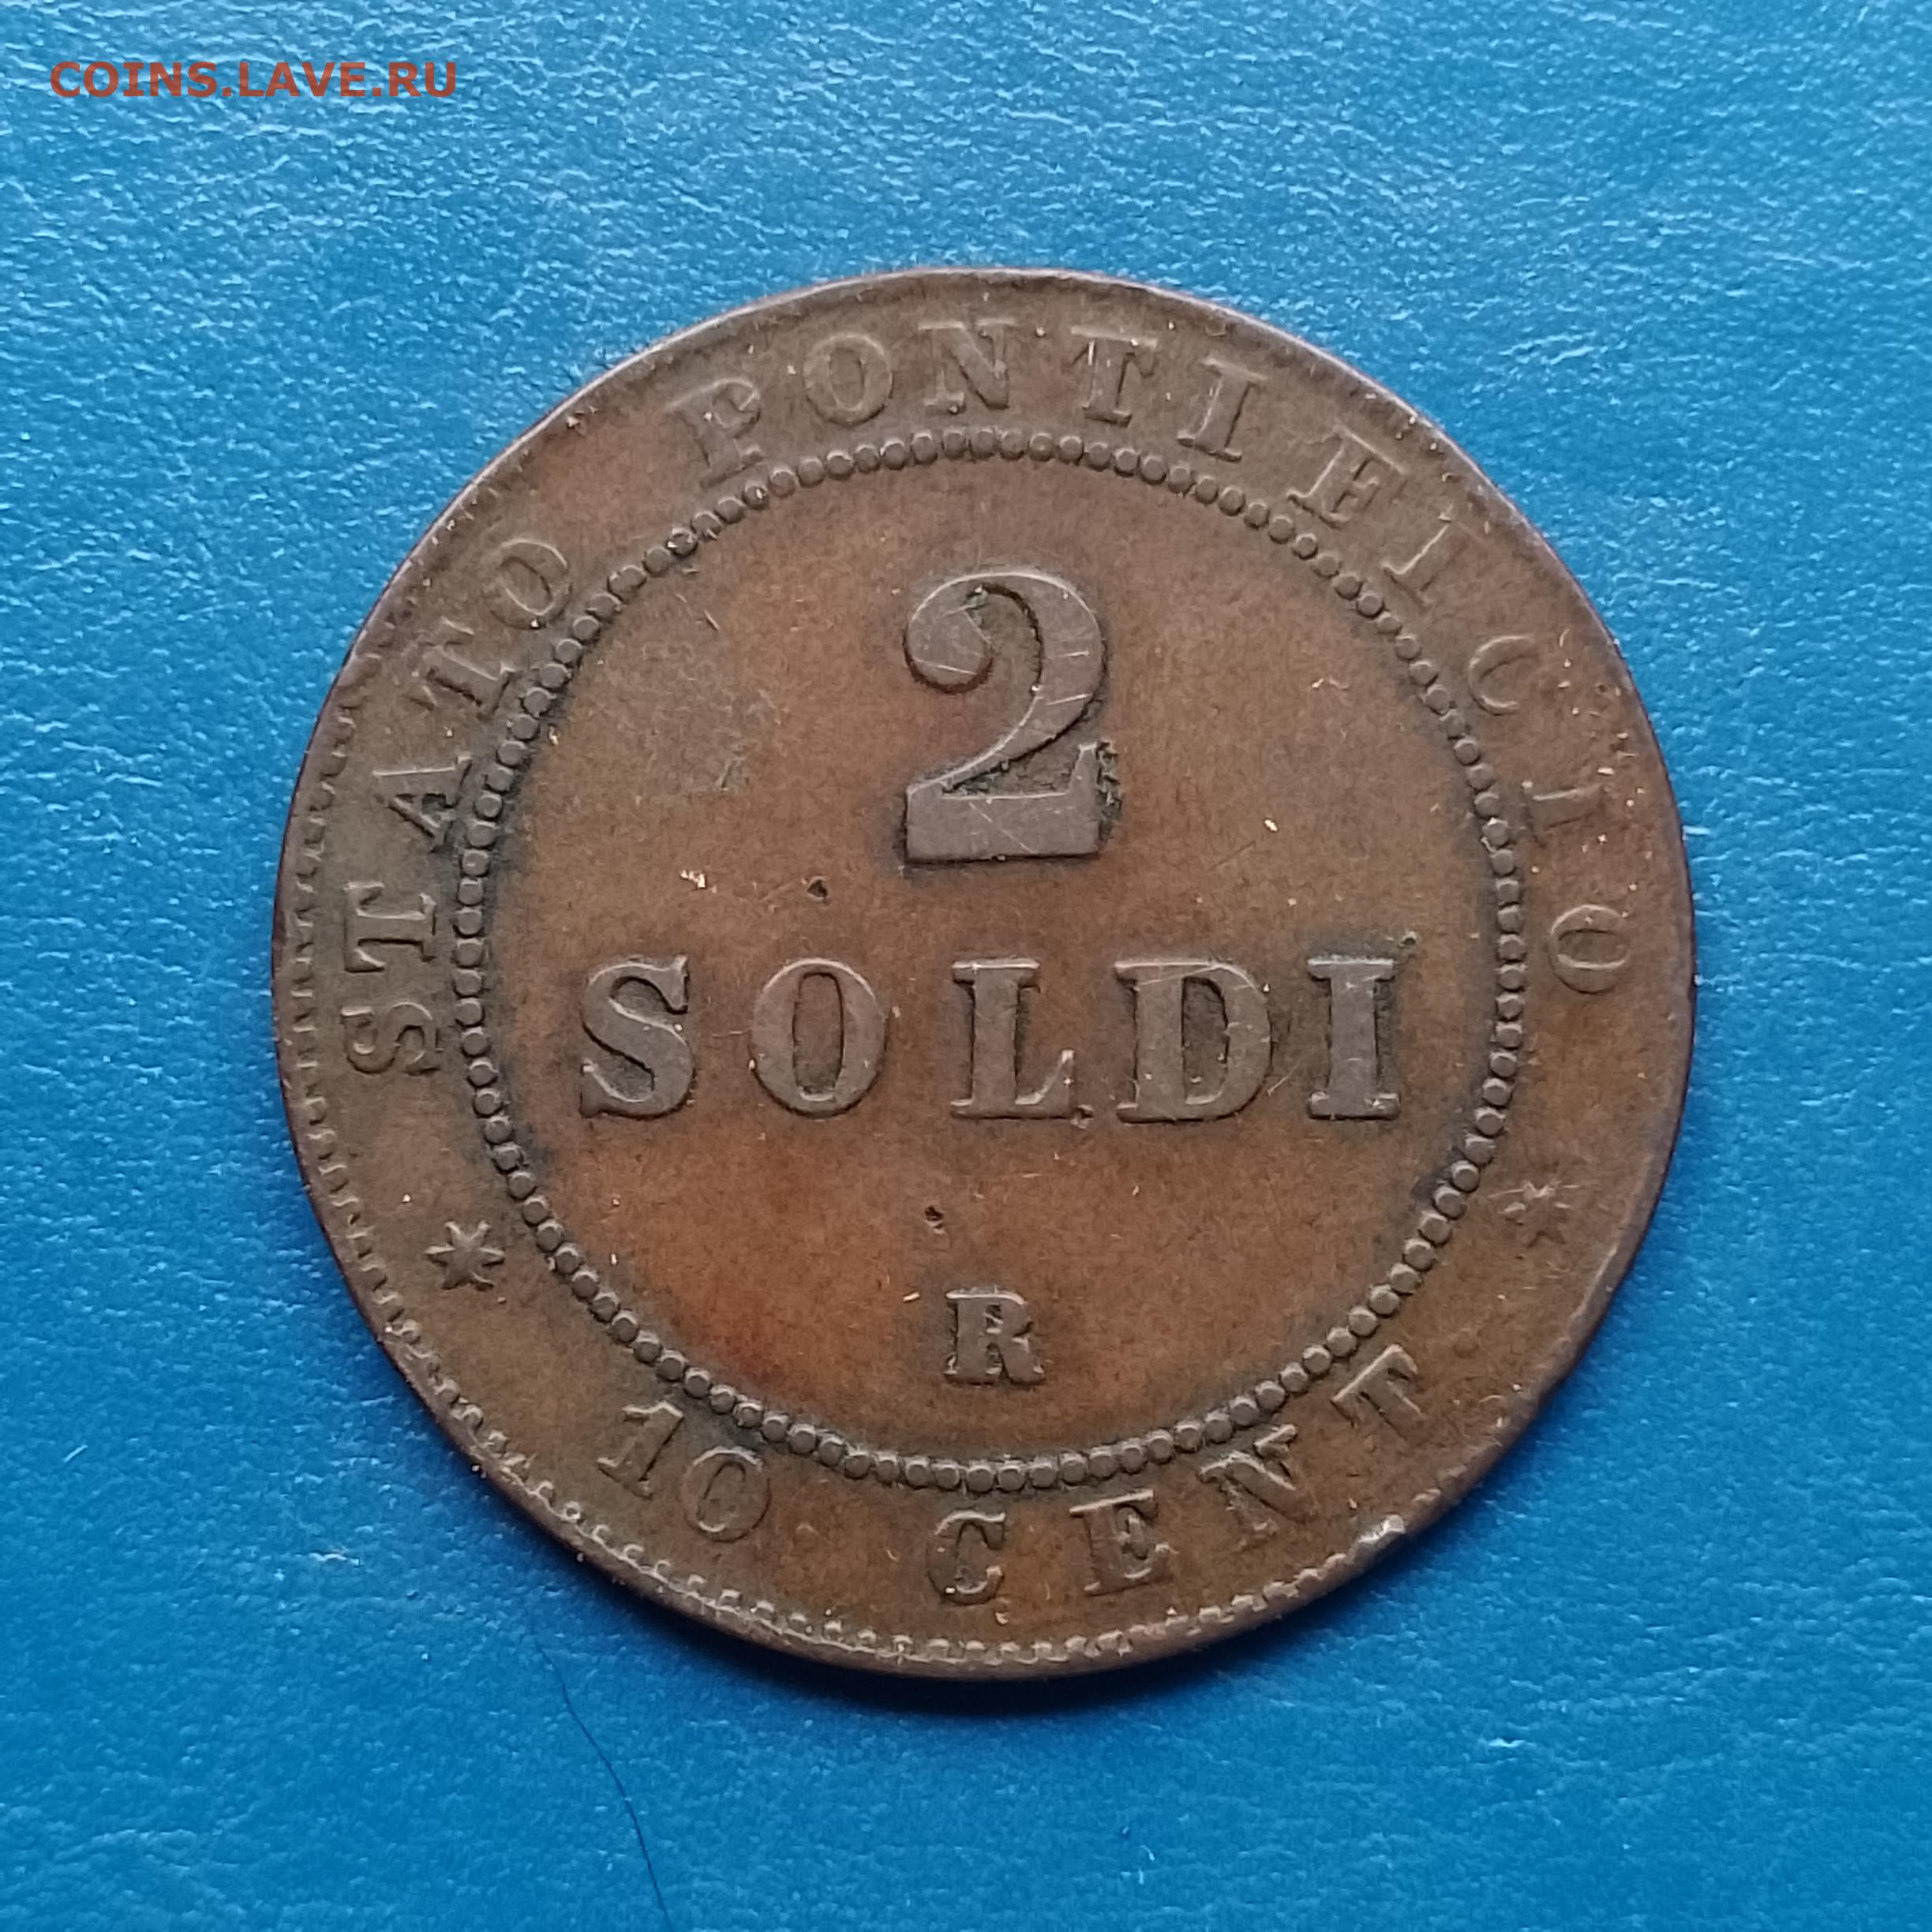 COINS.LAVE.RU
STATO PONTIFICIO
2
SOLDI
R
10 CENT